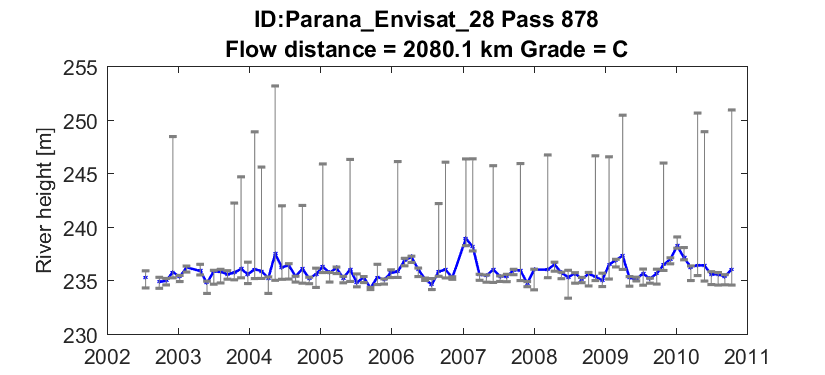 ID:Parana_Envisat_28 Pass 878
Flow distance = 2080.1 km Grade = C
River height [m]
255
250
245
240
235
230
2002 2003 2004 2005 2006 2007 2008 2009 2010 2011